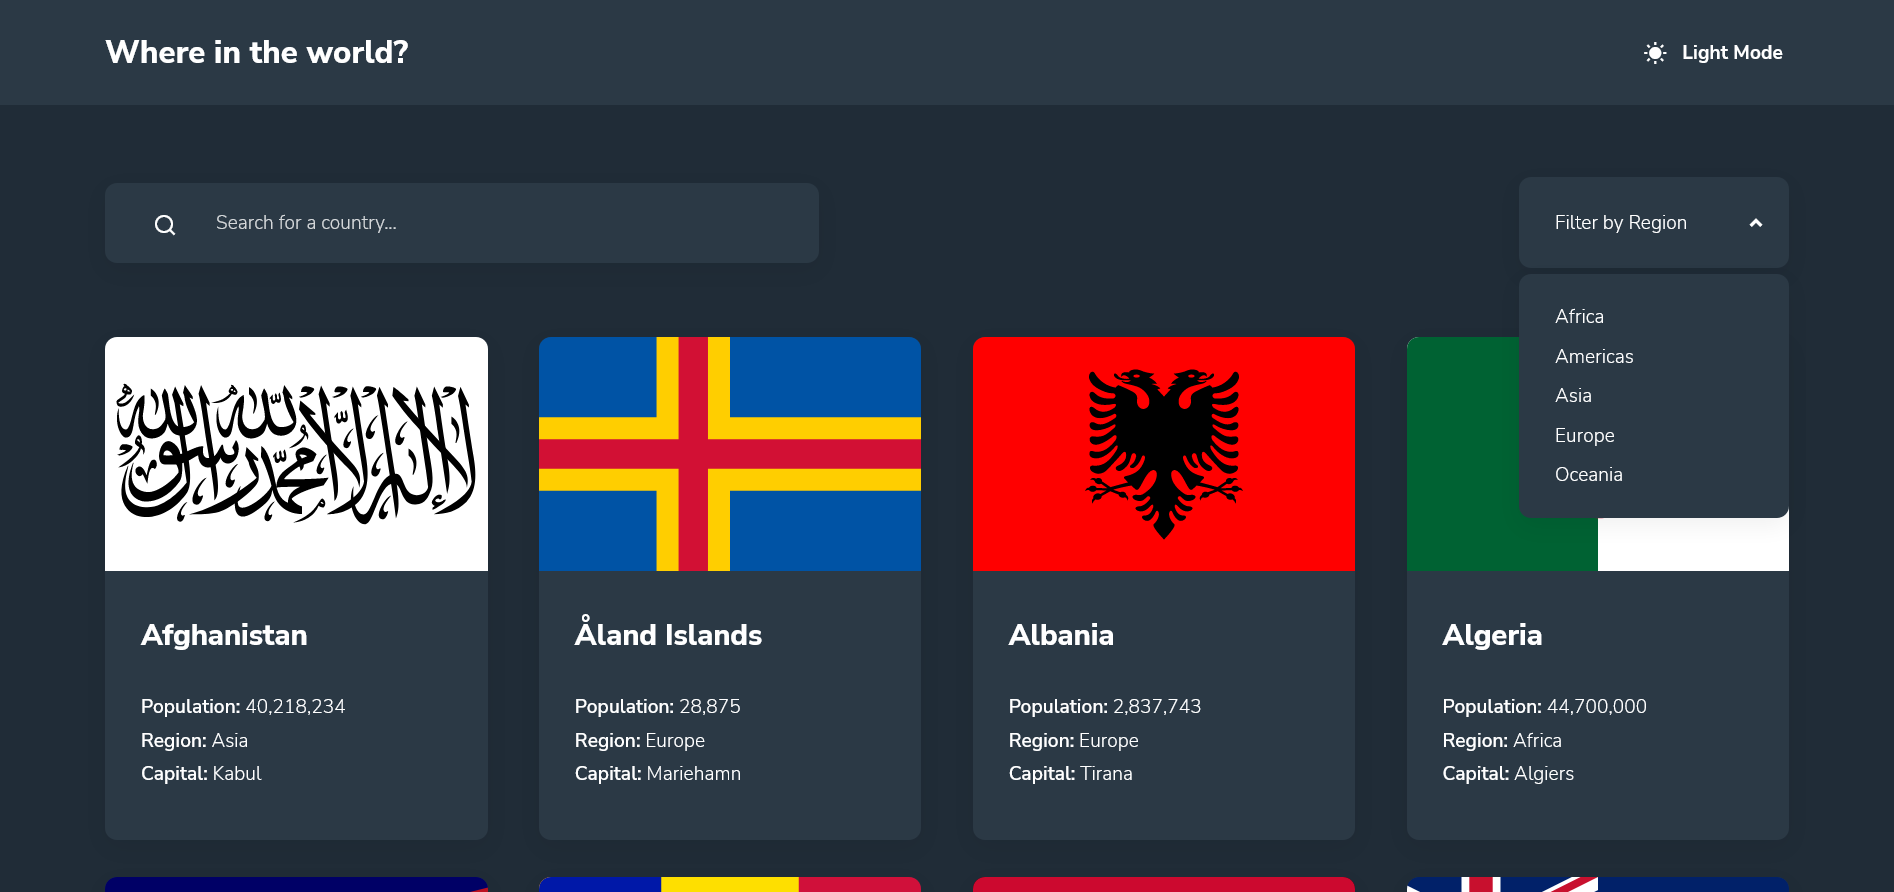 Where in the world?
Light Mode
Search for a country...
Filter by Region
Africa
Americas
Asia
Europe
Oceania
لا إله إلا الله محمد رسول الله
Afghanistan
Population: 40,218,234
Region: Asia
Capital: Kabul
Åland Islands
Population: 28,875
Region: Europe
Capital: Mariehamn
Albania
Population: 2,837,743
Region: Europe
Capital: Tirana
Algeria
Population: 44,700,000
Region: Africa
Capital: Algiers